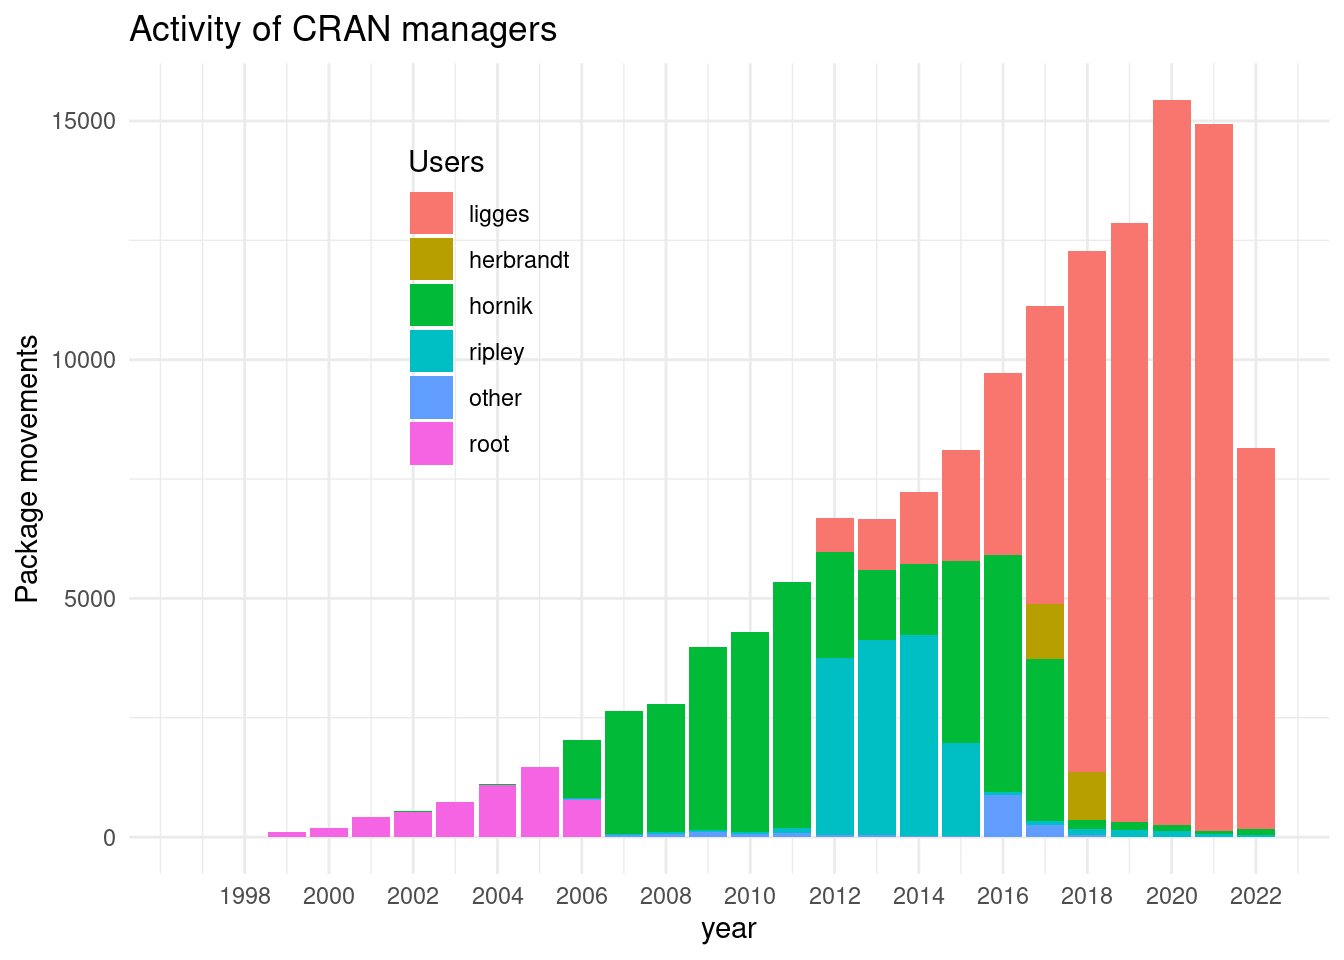 Activity of CRAN managers
Package movements
15000
10000
5000
0
Users
ligges
herbrandt
hornik
ripley
other
root
1998 2000 2002 2004 2006 2008 2010 2012 2014 2016 2018 2020 2022
year